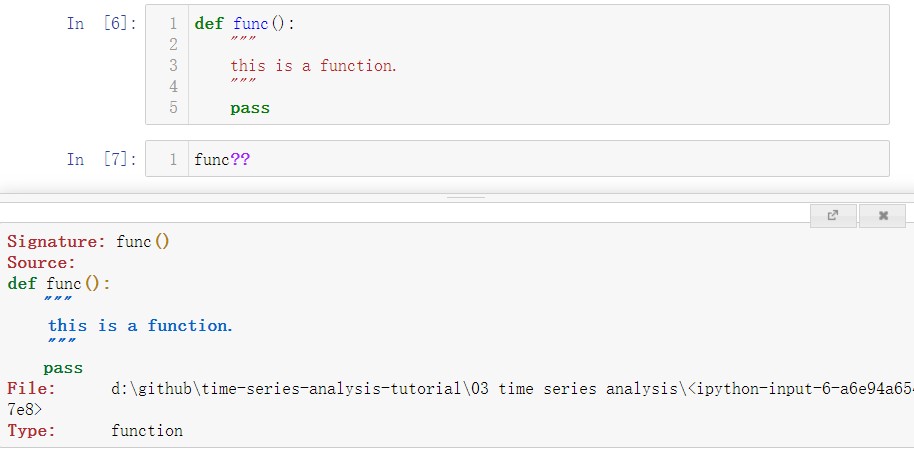 In [6]:
1 def func():
2     """
3     this is a function.
4     """
5     pass
In [7]:
1 func??
Signature: func()
Source:
def func():
    """
    this is a function.
    """
    pass
File:      d:\github\time-series-analysis-tutorial\03 time series analysis\<ipython-input-6-a6e94a654
7e8>
Type:      function